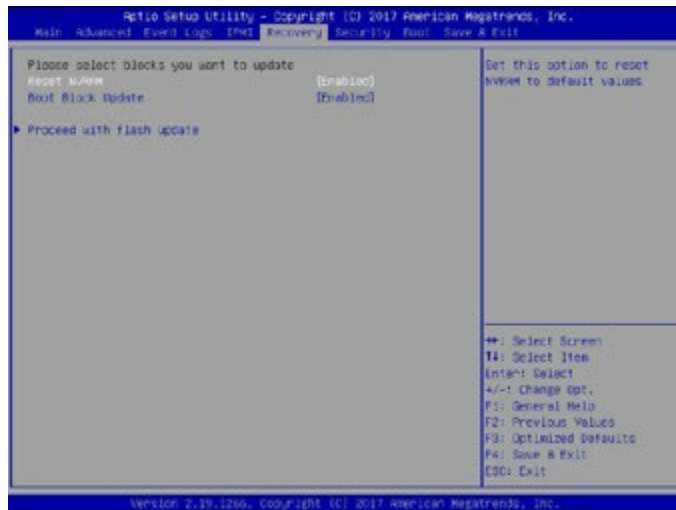 Aptio Setup Utility - Copyright (C) 2017 American Megatrends, Inc.
Main Advanced Event Logs IPMI Recovery Security Boot Save & Exit
Please select blocks you want to update
Reset NVRAM [Enabled]
Boot Block Update [Enabled]
Proceed with flash update
Set this option to reset
NVRAM to default values
↔: Select Screen
↑↓: Select Item
Enter: Select
+/-: Change Opt.
F1: General Help
F2: Previous Values
F3: Optimized Defaults
F4: Save & Exit
ESC: Exit
Version 2.19.1266. Copyright (C) 2017 American Megatrends, Inc.